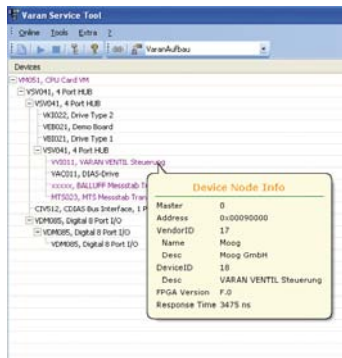 Varan Service Tool
Online Tools Extra ?
VaranAufbau
Devices
VM051, CPU Card VM
VSV041, 4 Port HUB
VSV041, 4 Port HUB
VKI022, Drive Type 2
VEB021, Demo Board
VBI021, Drive Type 1
VSV041, 4 Port HUB
VVI011, VARAN VENTIL Steuerung
VAC011, DIAS-Drive
xxxxx, BALLUFF Messstab Tr
MTS023, MTS Messstab Tran
CIV512, CDIAS Bus Interface, 1 P
VDM085, Digital 8 Port I/O
VDM085, Digital 8 Port I/O
VDM085, Digital 8 Port I/O
Device Node Info
Master 0
Address 0x00090000
VendorID 17
Name Moog
Desc Moog GmbH
DeviceID 18
Desc VARAN VENTIL Steuerung
FPGA Version F.0
Response Time 3475 ns